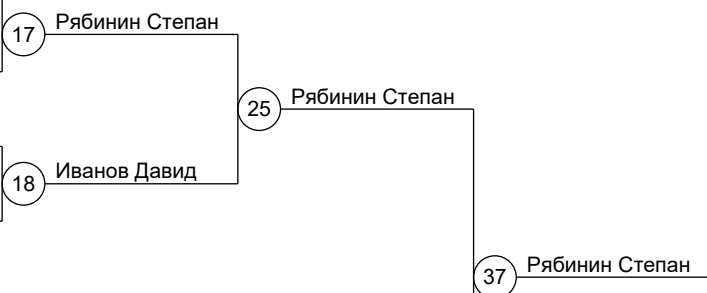 17 Рябинин Степан
25 Рябинин Степан
18 Иванов Давид
37 Рябинин Степан